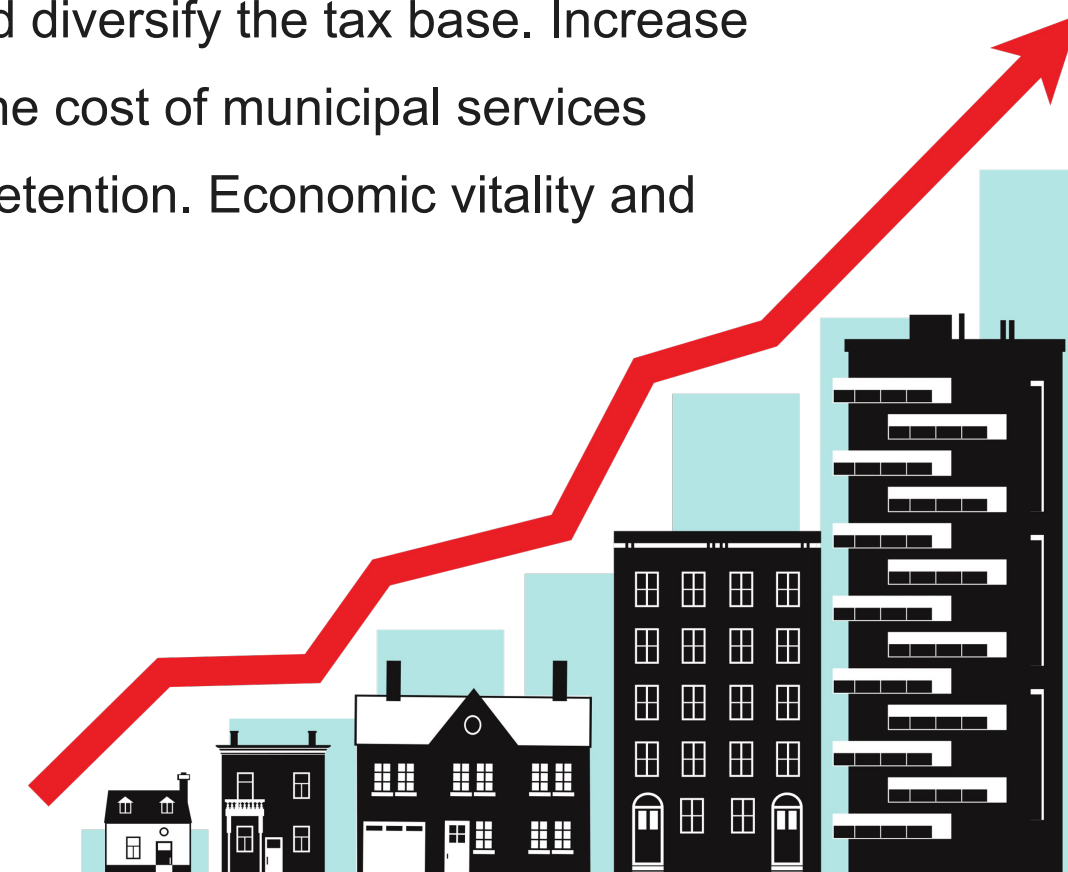 d diversify the tax base. Increase
he cost of municipal services
etention. Economic vitality and